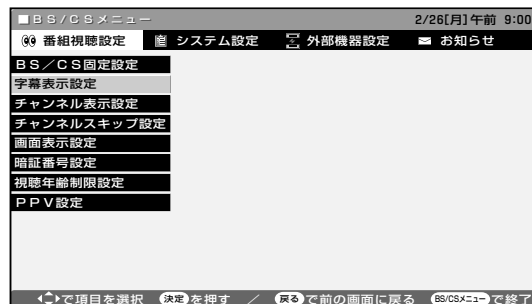 ■BS/CSメニュー 2/26[月]午前 9:00
番組視聴設定 システム設定 外部機器設定 お知らせ
BS／CS固定設定
字幕表示設定
チャンネル表示設定
チャンネルスキップ設定
画面表示設定
暗証番号設定
視聴年齢制限設定
PPV設定
で項目を選択 決定を押す ／ 戻るで前の画面に戻る BS/CSメニューで終了